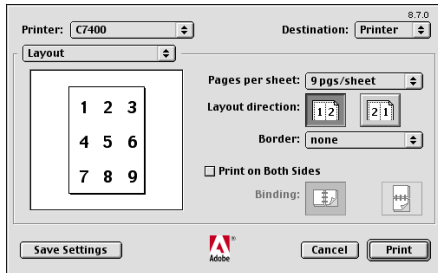 8.7.0
Printer: C7400 Destination: Printer
Layout
Pages per sheet: 9 pgs/sheet
Layout direction: 1 2 2 1
Border: none
1 2 3
4 5 6
7 8 9
Print on Both Sides
Binding:
Save Settings Adobe® Cancel Print